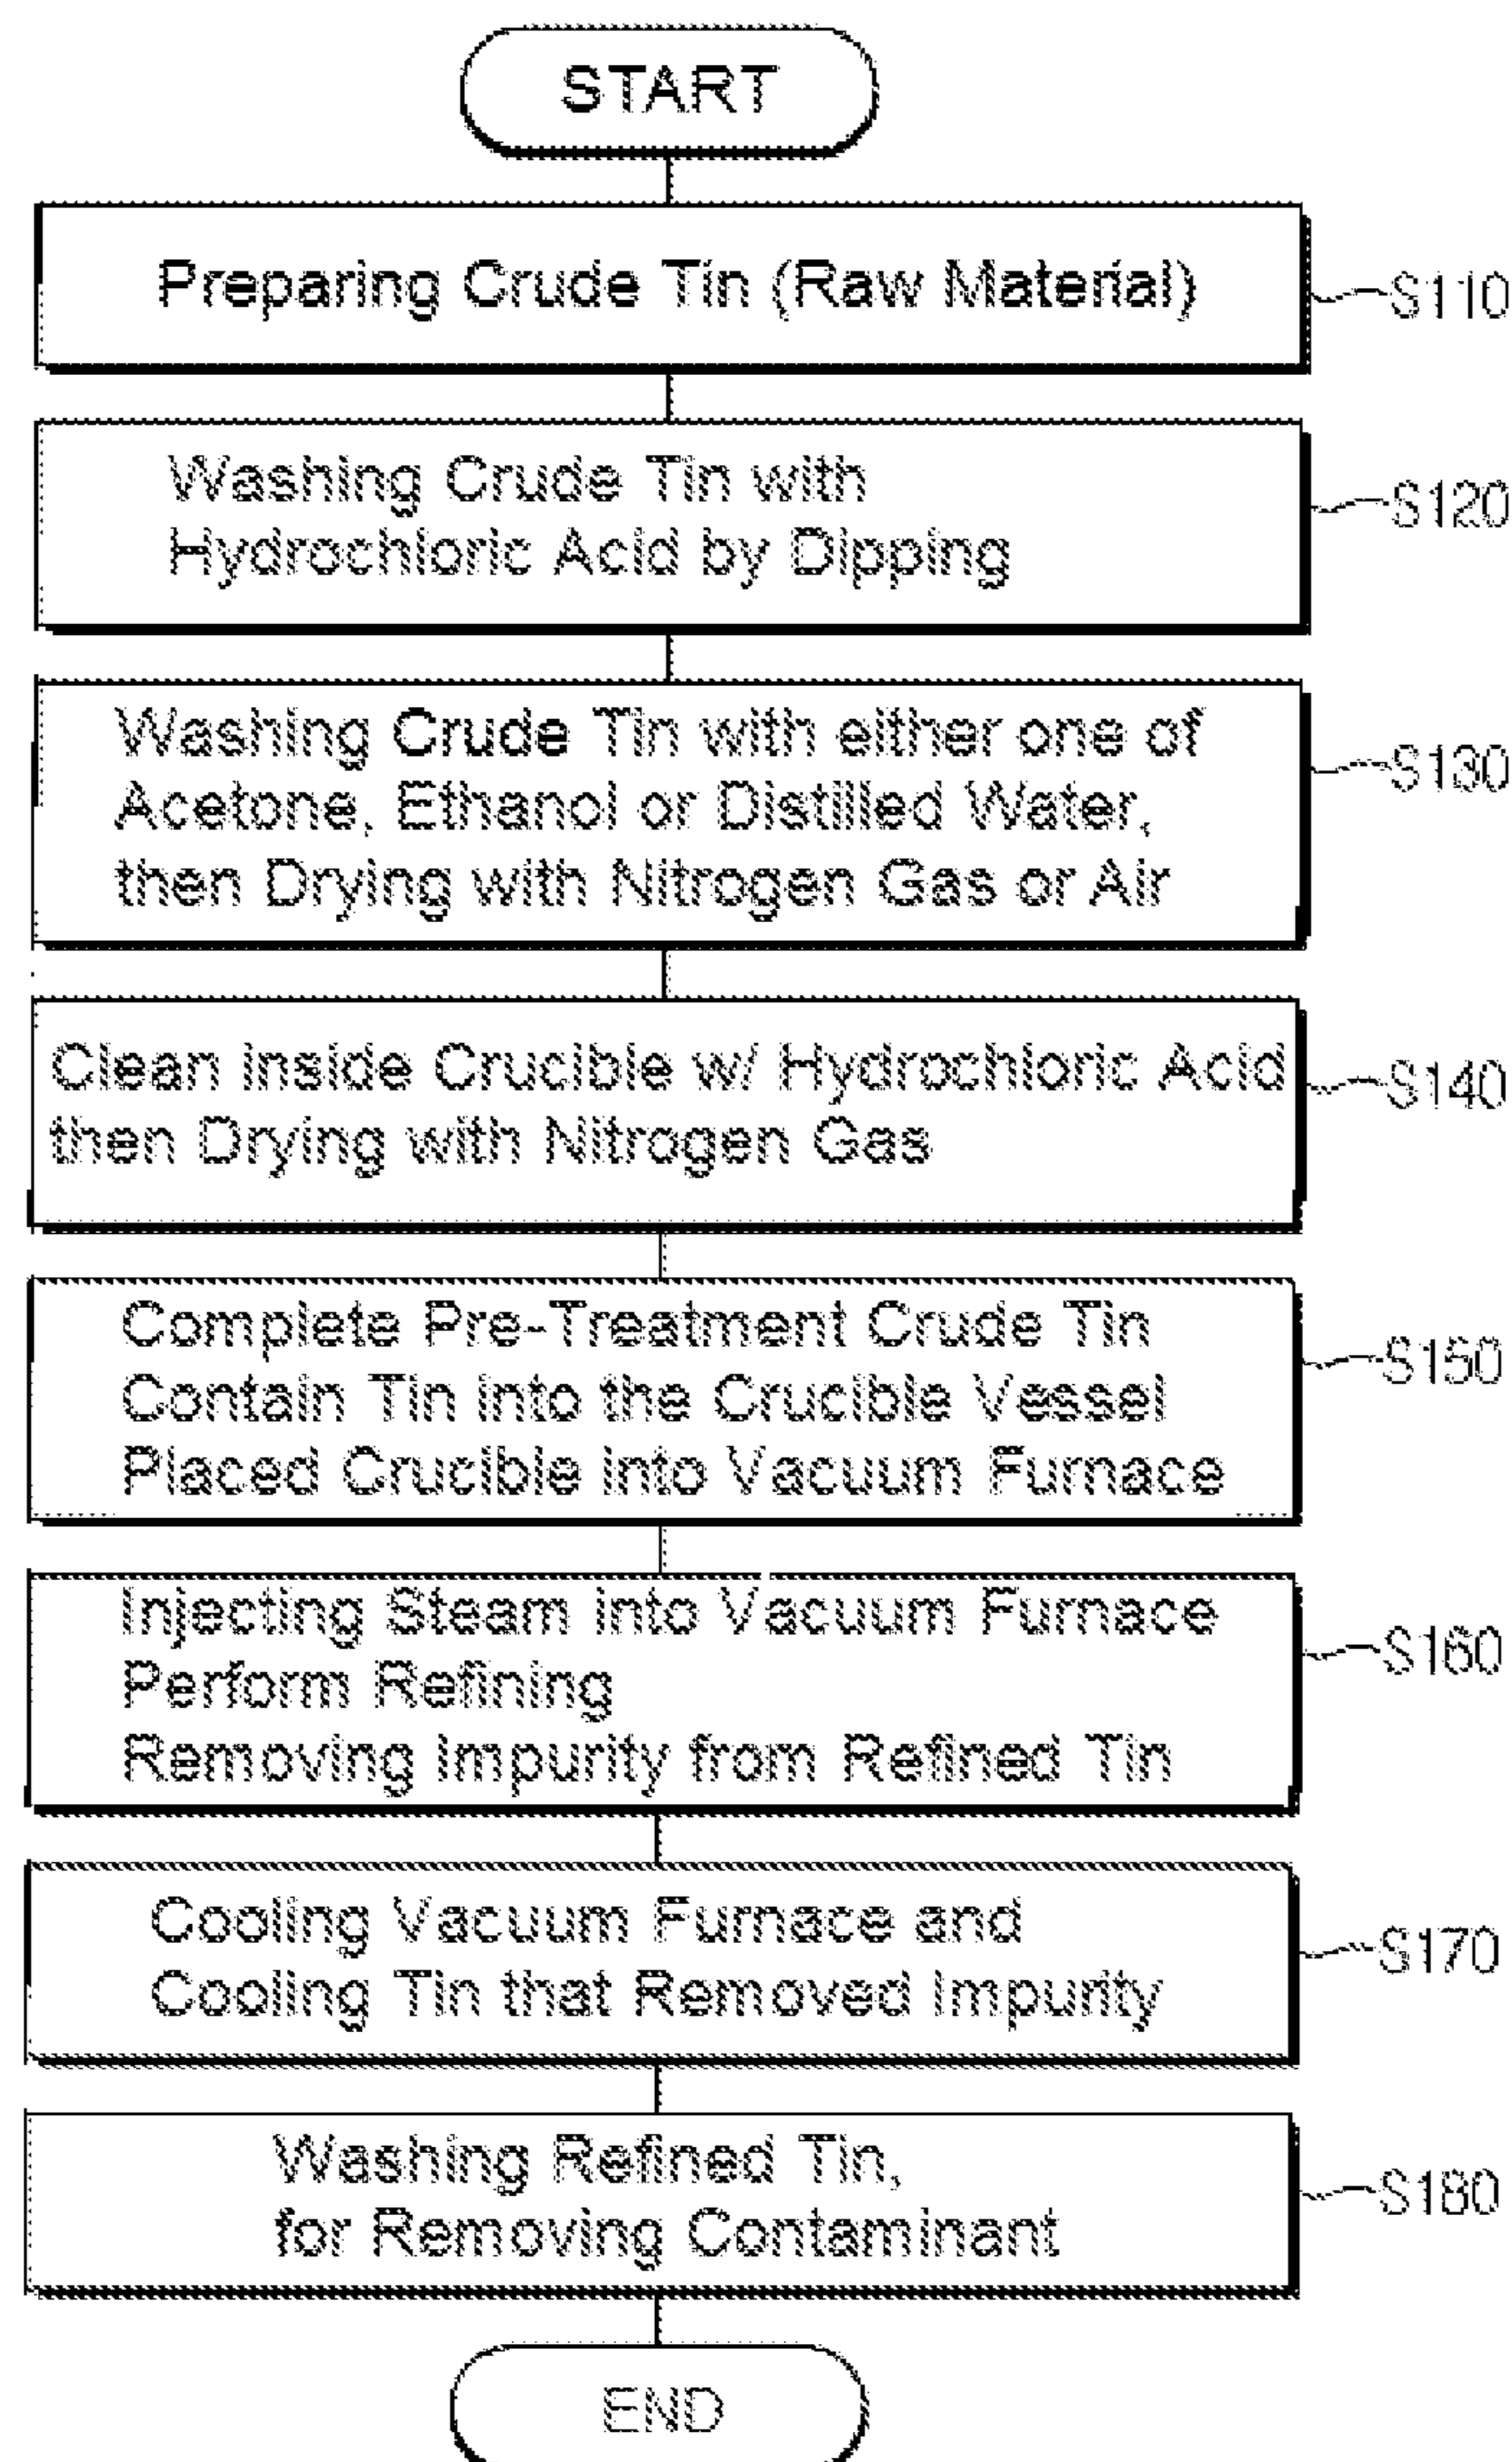 START
Preparing Crude Tin (Raw Material)
S110
Washing Crude Tin with
Hydrochloric Acid by Dipping
S120
Washing Crude Tin with either one of
Acetone, Ethanol or Distilled Water,
then Drying with Nitrogen Gas or Air
S130
Clean inside Crucible w/ Hydrochloric Acid
then Drying with Nitrogen Gas
S140
Complete Pre-Treatment Crude Tin
Contain Tin into the Crucible Vessel
Placed Crucible into Vacuum Furnace
S150
Injecting Steam into Vacuum Furnace
Perform Refining
Removing Impurity from Refined Tin
S160
Cooling Vacuum Furnace and
Cooling Tin that Removed Impurity
S170
Washing Refined Tin,
for Removing Contaminant
S180
END